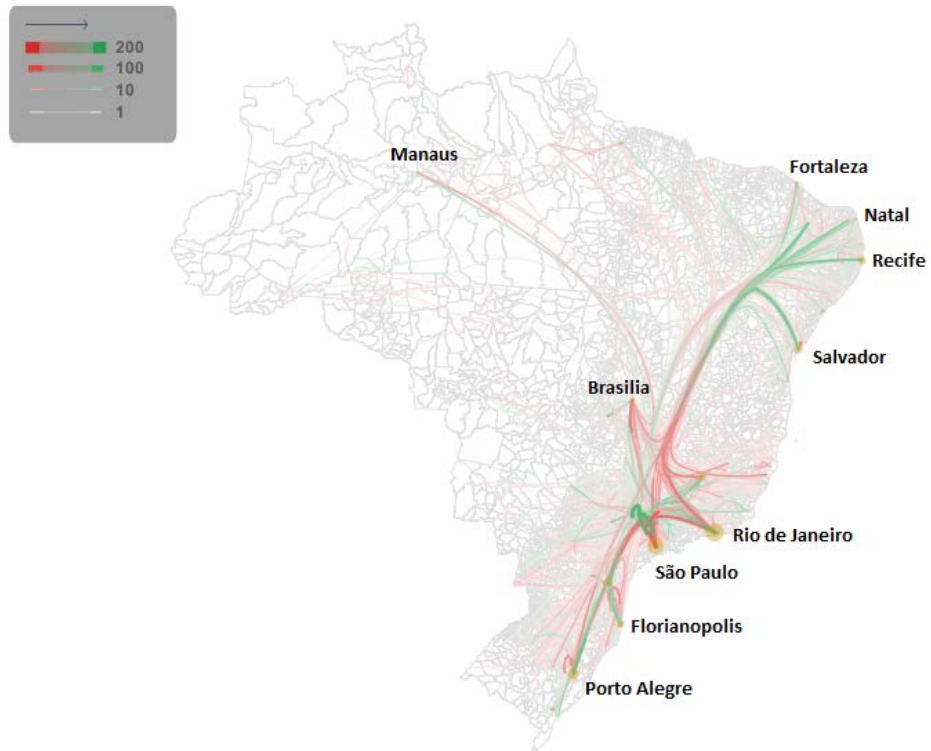 200
100
10
1
Manaus
Fortaleza
Natal
Recife
Salvador
Brasilia
Rio de Janeiro
São Paulo
Florianopolis
Porto Alegre